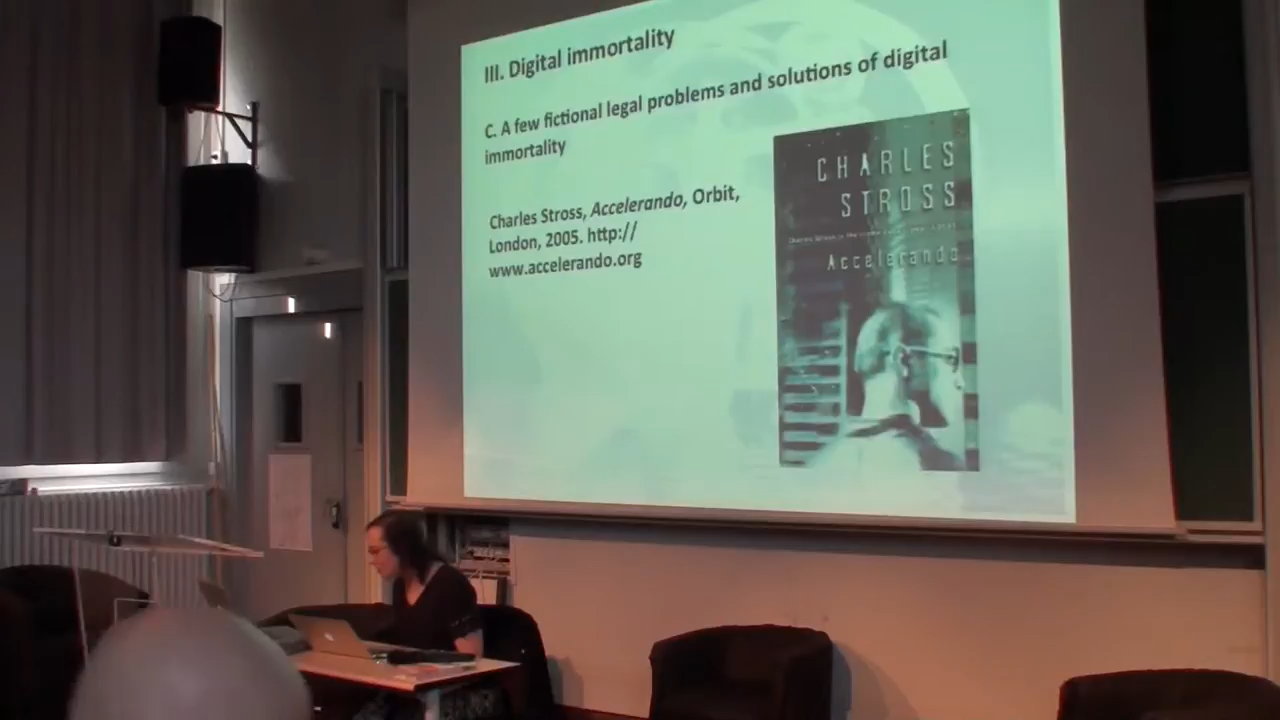 III. Digital immortality
C. A few fictional legal problems and solutions of digital
immortality
Charles Stross, Accelerando, Orbit,
London, 2005. http://
www.accelerando.org
CHARLES
STROSS
Accelerando